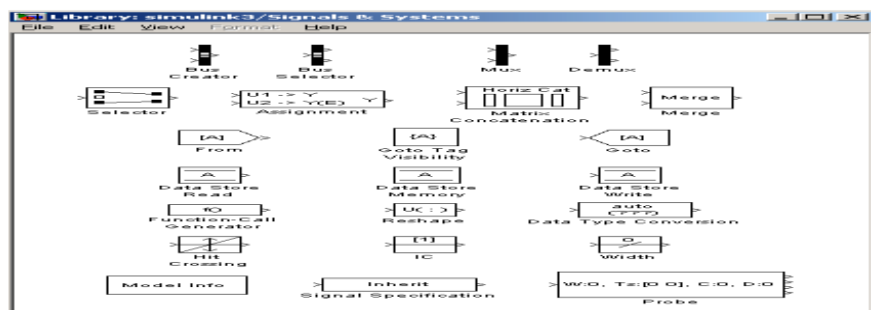 Library: simulink3/Signals & Systems
File Edit View Format Help
Bus Creator
Bus Selector
Mux
Demux
Selector
U1 -> Y
U2 -> Y(E) Y
Assignment
Horiz Cat
Matrix Concatenation
Merge
Merge
[A]
From
{A}
Goto Tag Visibility
[A]
Goto
A
Data Store Read
A
Data Store Memory
A
Data Store Write
f()
Function-Call Generator
U( : )
Reshape
auto
(???)
Data Type Conversion
Hit Crossing
[1]
IC
0
Width
Model Info
Inherit
Signal Specification
W:0, Tz:[0 0], C:0, D:0
Probe